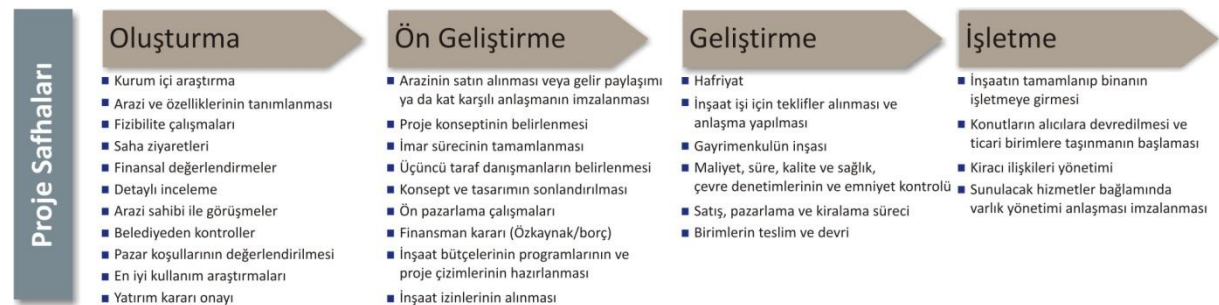 Proje Safhaları
Oluşturma
Kurum içi araştırma
Arazi ve özelliklerinin tanımlanması
Fizibilite çalışmaları
Saha ziyaretleri
Finansal değerlendirmeler
Detaylı inceleme
Arazi sahibi ile görüşmeler
Belediyeden kontroller
Pazar koşullarının değerlendirilmesi
En iyi kullanım araştırmaları
Yatırım kararı onayı
Ön Geliştirme
Arazinin satın alınması veya gelir paylaşımı
ya da kat karşılı anlaşmanın imzalanması
Proje konseptinin belirlenmesi
İmar sürecinin tamamlanması
Üçüncü taraf danışmanların belirlenmesi
Konsept ve tasarımın sonlandırılması
Ön pazarlama çalışmaları
Finansman kararı (Özkaynak/borç)
İnşaat bütçelerinin programlarının ve
proje çizimlerinin hazırlanması
İnşaat izinlerinin alınması
Geliştirme
Hafriyat
İnşaat işi için teklifler alınması ve
anlaşma yapılması
Gayrimenkulün inşası
Maliyet, süre, kalite ve sağlık,
çevre denetimlerinin ve emniyet kontrolü
Satış, pazarlama ve kiralama süreci
Birimlerin teslim ve devri
İşletme
İnşaatın tamamlanıp binanın
işletmeye girmesi
Konutların alıcılara devredilmesi ve
ticari birimlere taşınmanın başlaması
Kiracı ilişkileri yönetimi
Sunulacak hizmetler bağlamında
varlık yönetimi anlaşması imzalanması